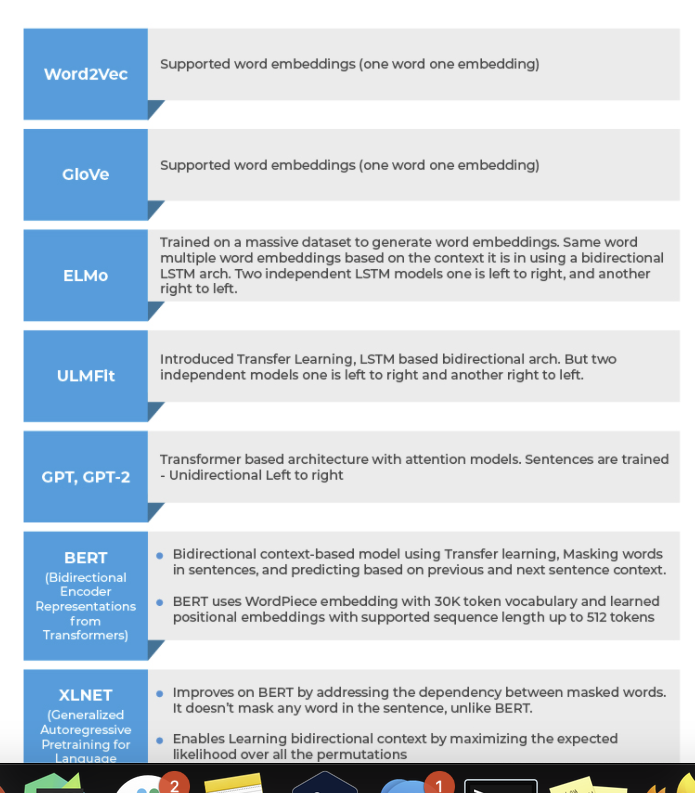 Word2Vec
Supported word embeddings (one word one embedding)
GloVe
Supported word embeddings (one word one embedding)
ELMo
Trained on a massive dataset to generate word embeddings. Same word
multiple word embeddings based on the context it is in using a bidirectional
LSTM arch. Two independent LSTM models one is left to right, and another
right to left.
ULMFIt
Introduced Transfer Learning, LSTM based bidirectional arch. But two
independent models one is left to right and another right to left.
GPT, GPT-2
Transformer based architecture with attention models. Sentences are trained
- Unidirectional Left to right
BERT
(Bidirectional
Encoder
Representations
from
Transformers)
Bidirectional context-based model using Transfer learning, Masking words
in sentences, and predicting based on previous and next sentence context.
BERT uses WordPiece embedding with 30K token vocabulary and learned
positional embeddings with supported sequence length up to 512 tokens
XLNET
(Generalized
Autoregressive
Pretraining for
Language
Improves on BERT by addressing the dependency between masked words.
It doesn't mask any word in the sentence, unlike BERT.
Enables Learning bidirectional context by maximizing the expected
likelihood over all the permutations
2
1